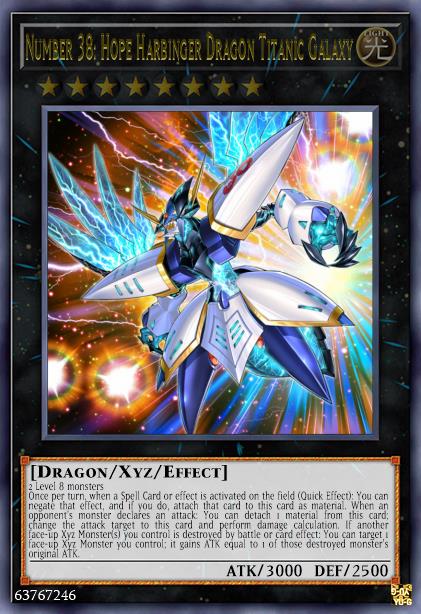 Number 38: Hope Harbinger Dragon Titanic Galaxy
LIGHT
光
[Dragon/Xyz/Effect]
2 Level 8 monsters
Once per turn, when a Spell Card or effect is activated on the field (Quick Effect): You can
negate that effect, and if you do, attach that card to this card as material. When an
opponent's monster declares an attack: You can detach 1 material from this card;
change the attack target to this card and perform damage calculation. If another
face-up Xyz Monster(s) you control is destroyed by battle or card effect: You can target 1
face-up Xyz Monster you control; it gains ATK equal to 1 of those destroyed monster's
original ATK.
ATK/3000 DEF/2500
63767246